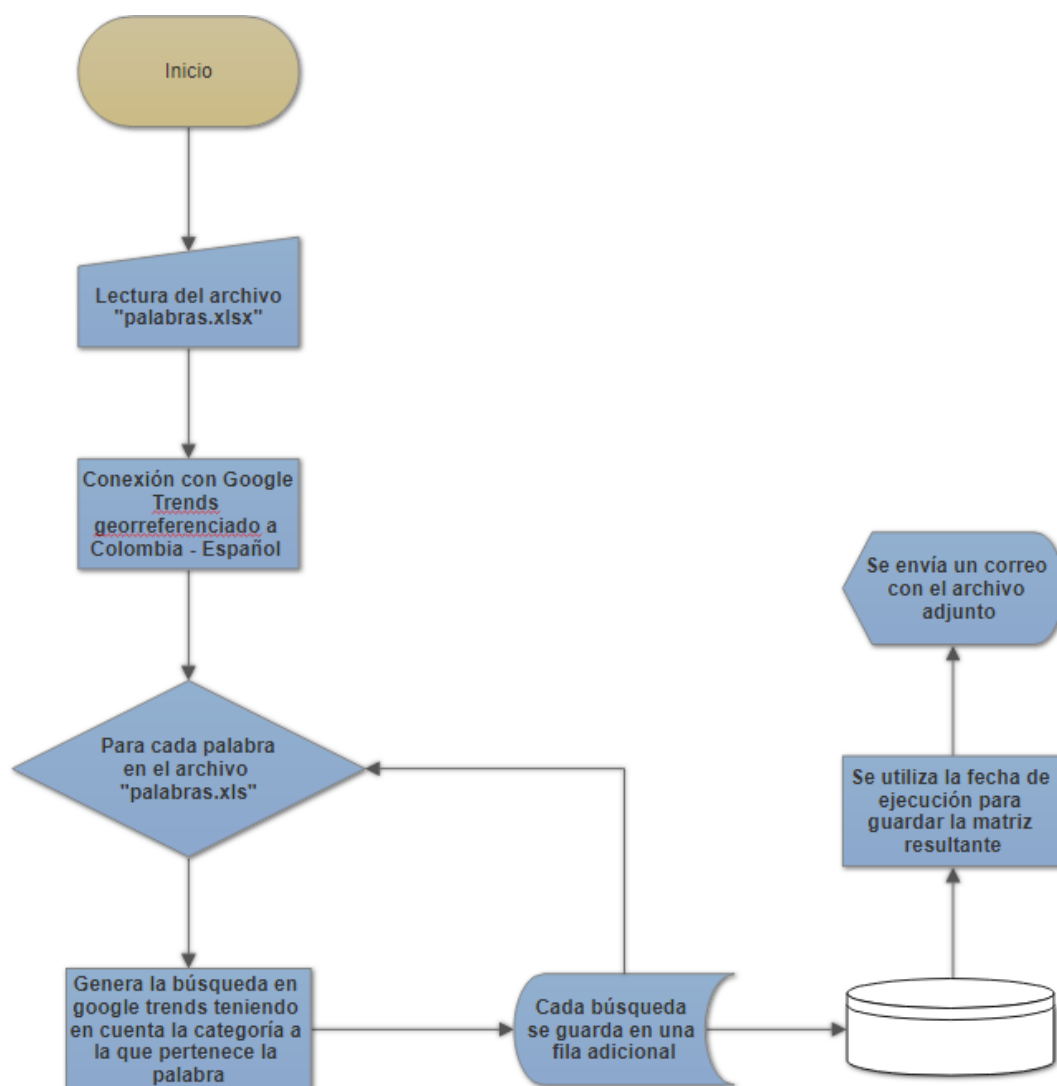 Inicio
Lectura del archivo
"palabras.xlsx"
Conexión con Google
Trends
georreferenciado a
Colombia - Español
Para cada palabra
en el archivo
"palabras.xls"
Genera la búsqueda en
google trends teniendo
en cuenta la categoría a
la que pertenece la
palabra
Cada búsqueda
se guarda en una
fila adicional
Se utiliza la fecha de
ejecución para
guardar la matriz
resultante
Se envía un correo
con el archivo
adjunto